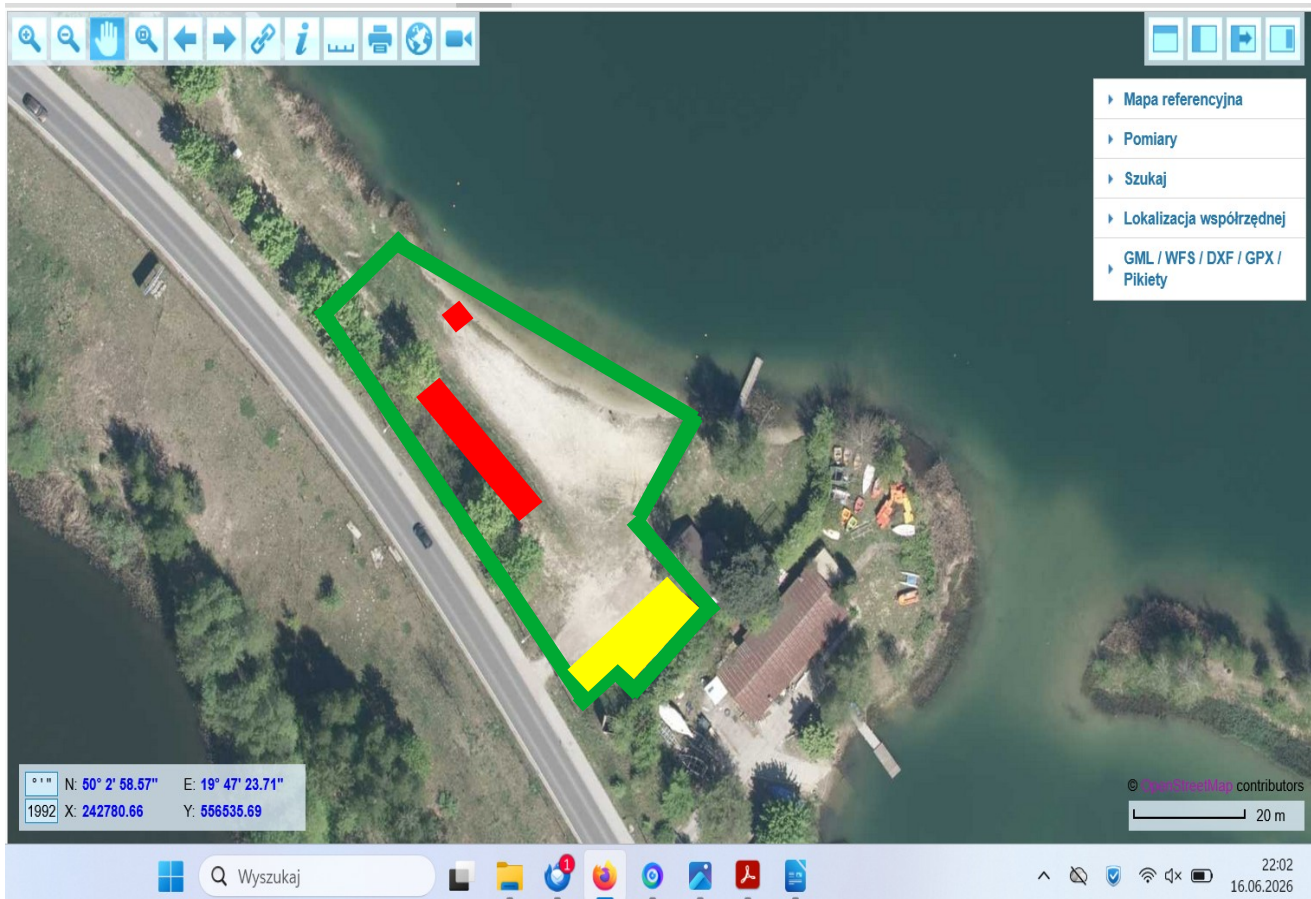 Mapa referencyjna
Pomiary
Szukaj
Lokalizacja współrzędnej
GML / WFS / DXF / GPX /
Pikiety
° ' " N: 50° 2' 58.57" E: 19° 47' 23.71"
1992 X: 242780.66 Y: 556535.69
© OpenStreetMap contributors
20 m
Wyszukaj
1
22:02
16.06.2026